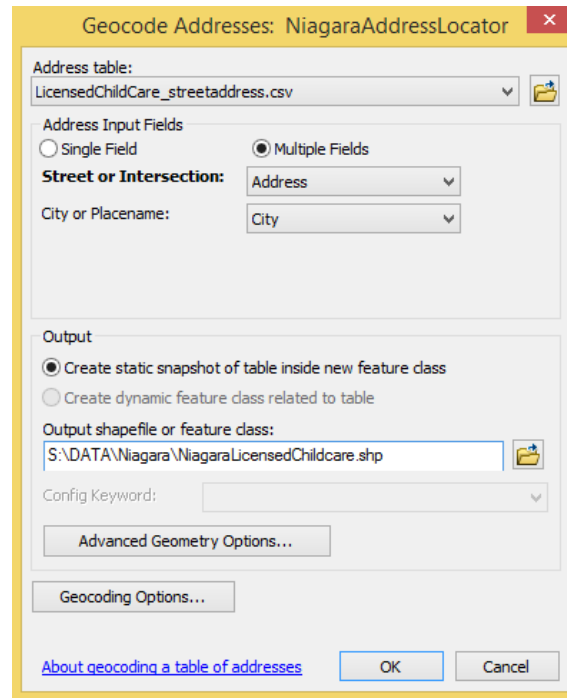 Geocode Addresses: NiagaraAddressLocator
Address table:
LicensedChildCare_streetaddress.csv
Address Input Fields
Single Field Multiple Fields
Street or Intersection: Address
City or Placename: City
Output
Create static snapshot of table inside new feature class
Create dynamic feature class related to table
Output shapefile or feature class:
S:\DATA\Niagara\NiagaraLicensedChildcare.shp
Config Keyword:
Advanced Geometry Options...
Geocoding Options...
About geocoding a table of addresses OK Cancel